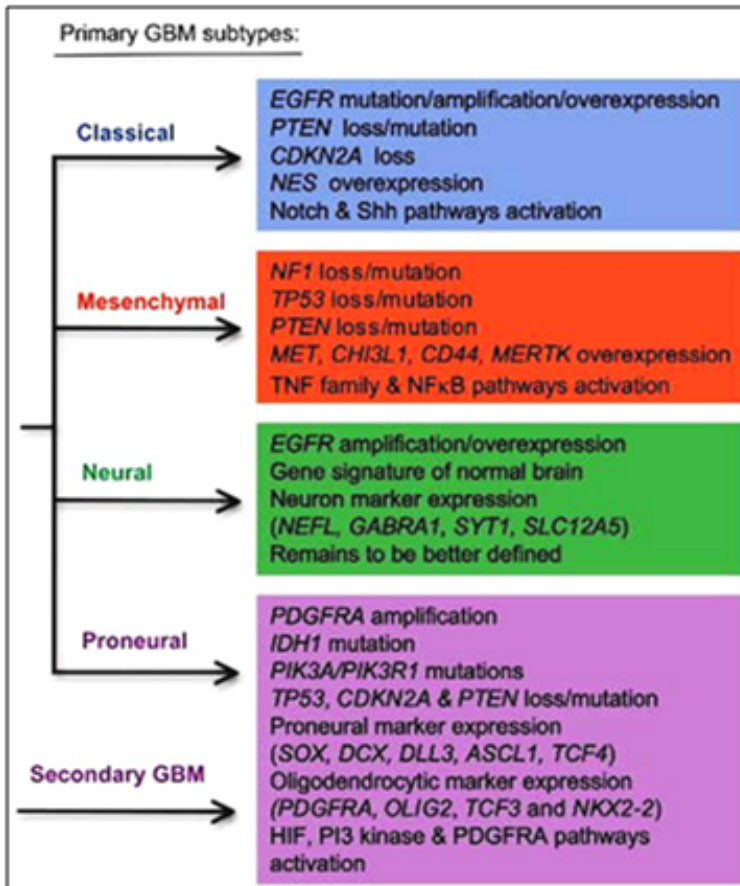 Primary GBM subtypes:
Classical
EGFR mutation/amplification/overexpression
PTEN loss/mutation
CDKN2A loss
NES overexpression
Notch & Shh pathways activation
Mesenchymal
NF1 loss/mutation
TP53 loss/mutation
PTEN loss/mutation
MET, CHI3L1, CD44, MERTK overexpression
TNF family & NFκB pathways activation
Neural
EGFR amplification/overexpression
Gene signature of normal brain
Neuron marker expression
(NEFL, GABRA1, SYT1, SLC12A5)
Remains to be better defined
Proneural
Secondary GBM
PDGFRA amplification
IDH1 mutation
PIK3A/PIK3R1 mutations
TP53, CDKN2A & PTEN loss/mutation
Proneural marker expression
(SOX, DCX, DLL3, ASCL1, TCF4)
Oligodendrocytic marker expression
(PDGFRA, OLIG2, TCF3 and NKX2-2)
HIF, PI3 kinase & PDGFRA pathways
activation